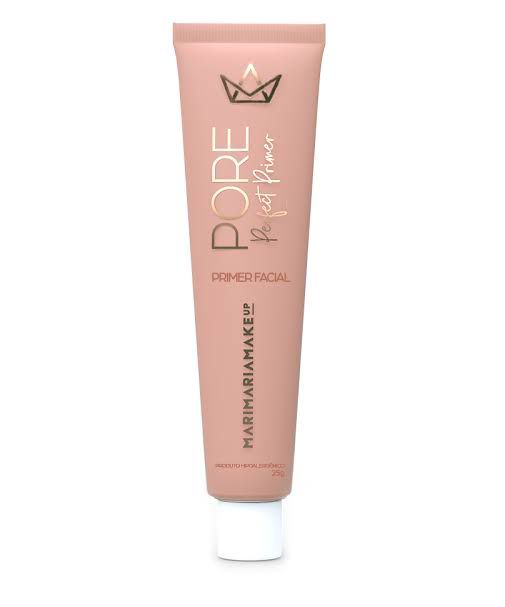 PORE
Perfect Primer
PRIMER FACIAL
MARIMARIAMAKEUP
PRODUTO HIPOALERGÊNICO
25g